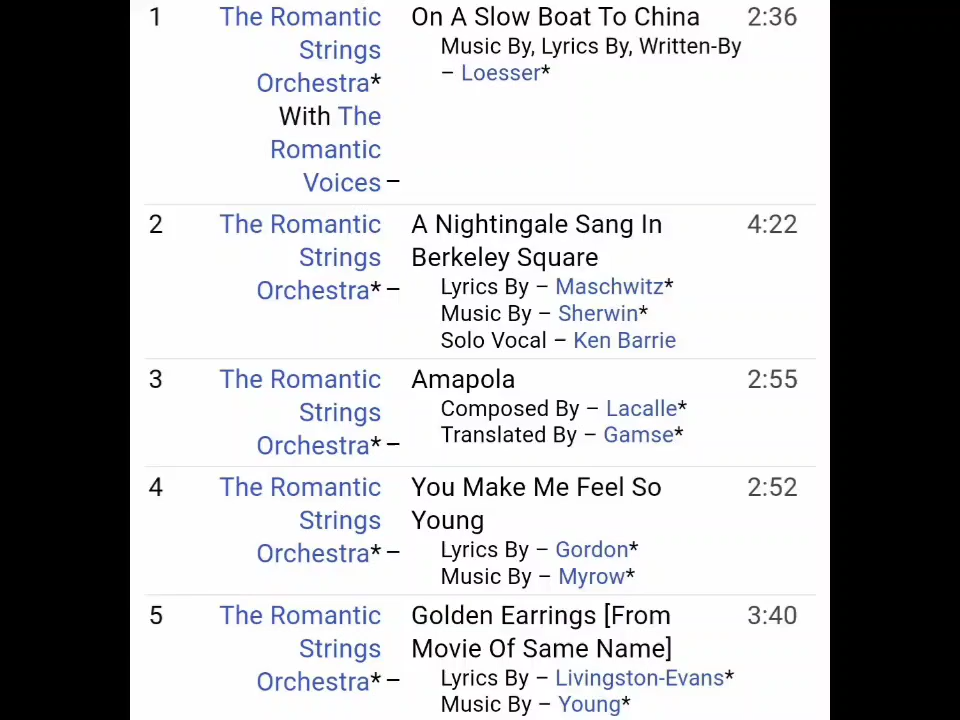 1 The Romantic On A Slow Boat To China 2:36
Strings Music By, Lyrics By, Written-By
Orchestra* – Loesser*
With The
Romantic
Voices –
2 The Romantic A Nightingale Sang In 4:22
Strings Berkeley Square
Orchestra* – Lyrics By – Maschwitz*
Music By – Sherwin*
Solo Vocal – Ken Barrie
3 The Romantic Amapola 2:55
Strings Composed By – Lacalle*
Orchestra* – Translated By – Gamse*
4 The Romantic You Make Me Feel So 2:52
Strings Young
Orchestra* – Lyrics By – Gordon*
Music By – Myrow*
5 The Romantic Golden Earrings [From 3:40
Strings Movie Of Same Name]
Orchestra* – Lyrics By – Livingston-Evans*
Music By – Young*